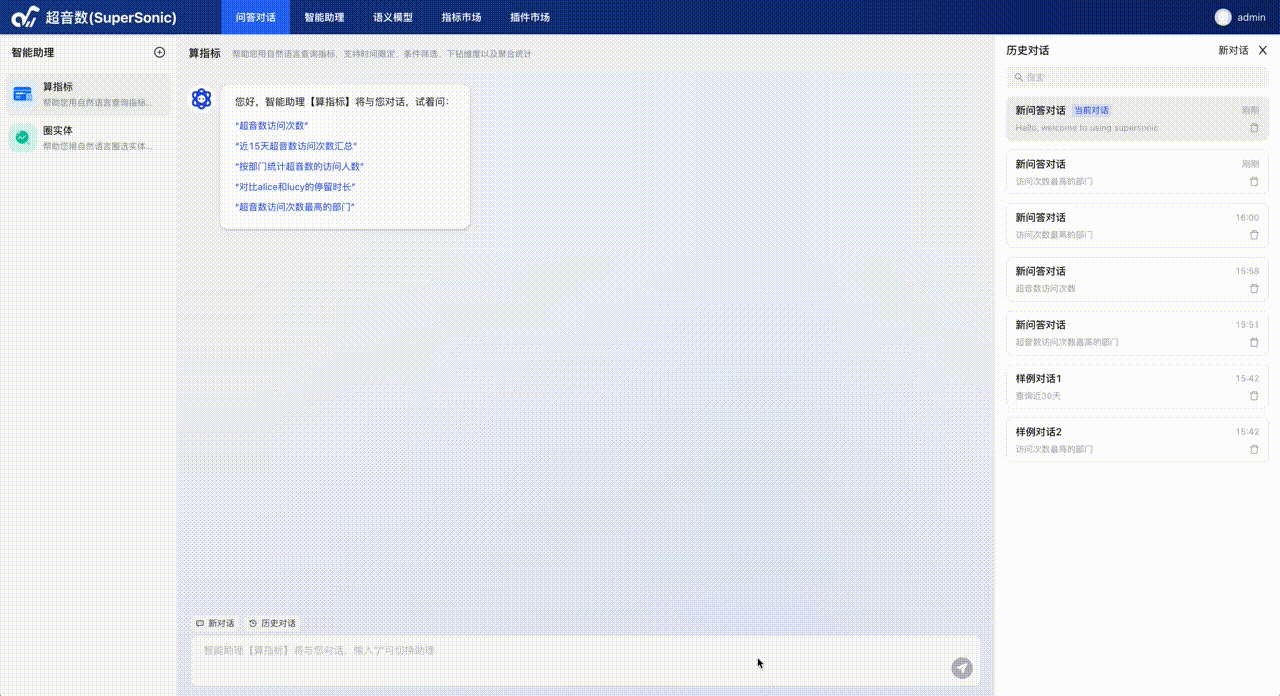 超音数(SuperSonic)
问答对话 智能助理 语义模型 指标市场 插件市场
admin
智能助理
算指标
帮助您用自然语言查询指标...
圈实体
帮助您用自然语言圈选实体...
算指标 帮助您用自然语言查询指标，支持时间限定、条件筛选、下钻维度以及聚合统计
您好，智能助理【算指标】将与您对话，试着问：
“超音数访问次数”
“近15天超音数访问次数汇总”
“按部门统计超音数的访问人数”
“对比alice和lucy的停留时长”
“超音数访问次数最高的部门”
新对话 历史对话
智能助理【算指标】将与您对话，输入“/”可切换助理
历史对话 新对话
搜索
新问答对话 当前对话 刚刚
Hello, welcome to using supersonic
新问答对话 刚刚
访问次数最高的部门
新问答对话 16:00
访问次数最高的部门
新问答对话 15:58
超音数访问次数
新问答对话 15:51
超音数访问次数最高的部门
样例对话1 15:42
查询近30天
样例对话2 15:42
访问次数最高的部门